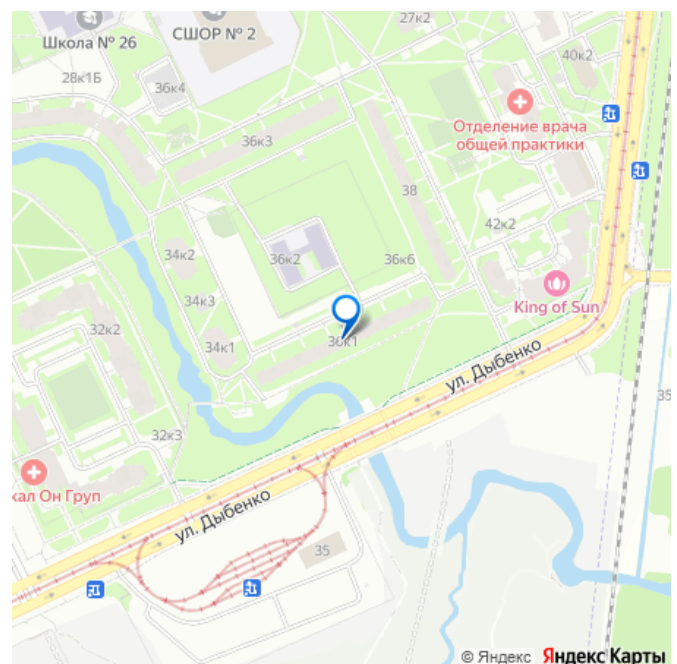 27к2
СШОР № 2
Школа № 26
40к2
28к1Б
36к4
Отделение врача
общей практики
36к3
38
42к2
34к2
36к2
36к6
34к3
King of Sun
32к2
34к1
36к1
ул. Дыбенко
35
32к3
кал Он Груп
ул. Дыбенко
35
© Яндекс Яндекс Карты